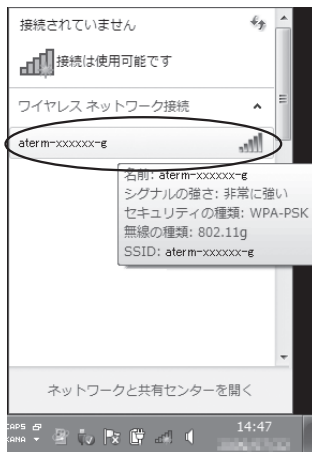 接続されていません
接続は使用可能です
ワイヤレス ネットワーク接続
aterm-xxxxxx-g
名前: aterm-xxxxxx-g
シグナルの強さ: 非常に強い
セキュリティの種類: WPA-PSK
無線の種類: 802.11g
SSID: aterm-xxxxxx-g
ネットワークと共有センターを開く
CAPS
KANA
14:47